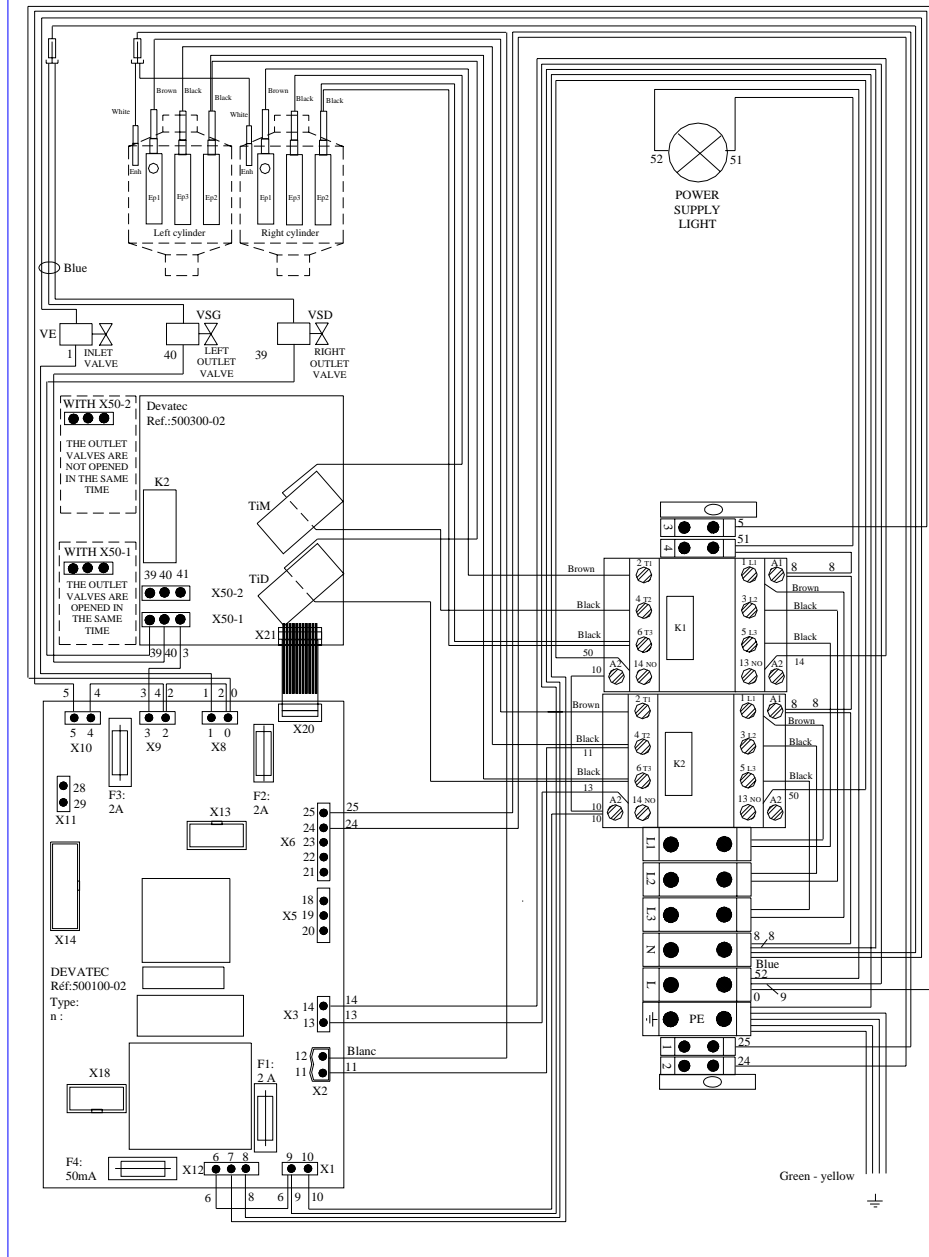 Brown
Black
Black
Brown
Black
Black
White
White
Enh
Ep1
Ep3
Ep2
Enh
Ep1
Ep3
Ep2
Left cylinder
Right cylinder
52
51
POWER
SUPPLY
LIGHT
Blue
VE
1
INLET
VALVE
VSG
40
LEFT
OUTLET
VALVE
VSD
39
RIGHT
OUTLET
VALVE
WITH X50-2
THE OUTLET
VALVES ARE
NOT OPENED
IN THE SAME
TIME
WITH X50-1
THE OUTLET
VALVES ARE
OPENED IN
THE SAME
TIME
Devatec
Ref.:500300-02
K2
TiM
TiD
39 40 41
X50-2
X50-1
X21
39 40 3
5 4
3 4 2
1 2 0
5 4
X10
3 2
X9
1 0
X8
X20
28
29
X11
F3:
2A
F2:
2A
X13
X14
25
24
X6 23
22
21
25
24
18
X5 19
20
DEVATEC
Réf:500100-02
Type:
n :
X3
14
13
14
13
12
11
X2
Blanc
11
X18
F1:
2 A
F4:
50mA
X12
6 7 8
9 10
X1
6 8 6 9 10
3
5
4
51
Brown
2 T1
1 L1
A1
8 8
Brown
Black
4 T2
3 L2
Black
K1
Black
6 T3
5 L3
Black
50
10
A2
14 NO
13 NO
A2
14
Brown
2 T1
1 L1
A1
8 8
Brown
Black
11
4 T2
3 L2
Black
K2
Black
6 T3
5 L3
Black
13
10
10
A2
14 NO
13 NO
A2
50
L1
L2
L3
N
8 8
Blue
L
52
0 9
PE
1
25
2
24
Green - yellow